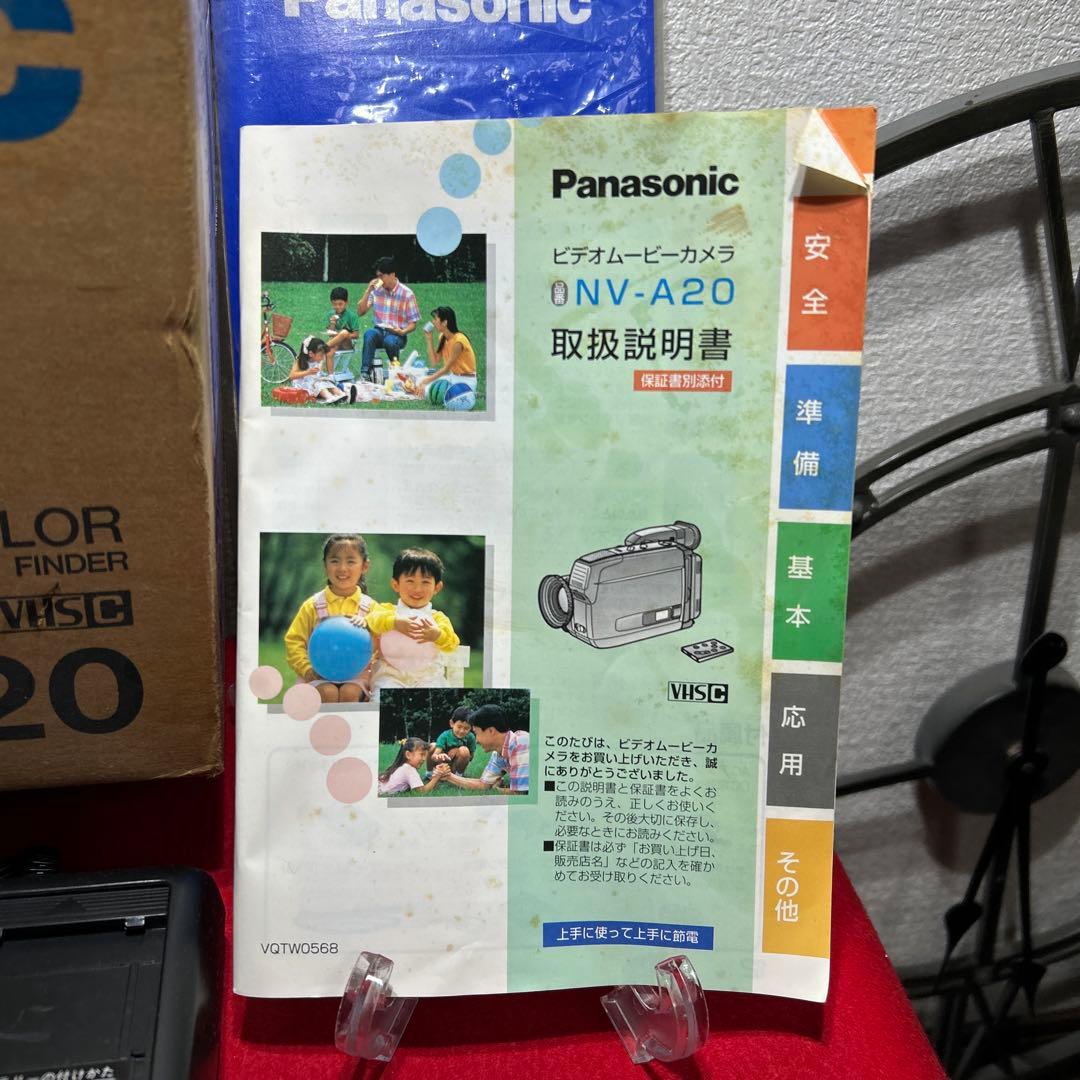 Panasonic
C
LOR
FINDER
VHS C
20
Panasonic
ビデオムービーカメラ
品番 NV-A20
取扱説明書
保証書別添付
安全
準備
基本
応用
その他
VHS C
このたびは、ビデオムービーカ
メラをお買い上げいただき、誠
にありがとうございました。
■この説明書と保証書をよくお
読みのうえ、正しくお使いく
ださい。その後大切に保存し、
必要なときにお読みください。
■保証書は必ず「お買い上げ日、
販売店名」などの記入を確か
めてお受け取りください。
上手に使って上手に節電
VQTW0568
リーの付けかた